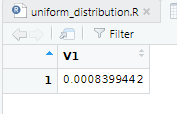 uniform_distribution.R
Filter
V1
1 0.0008399442